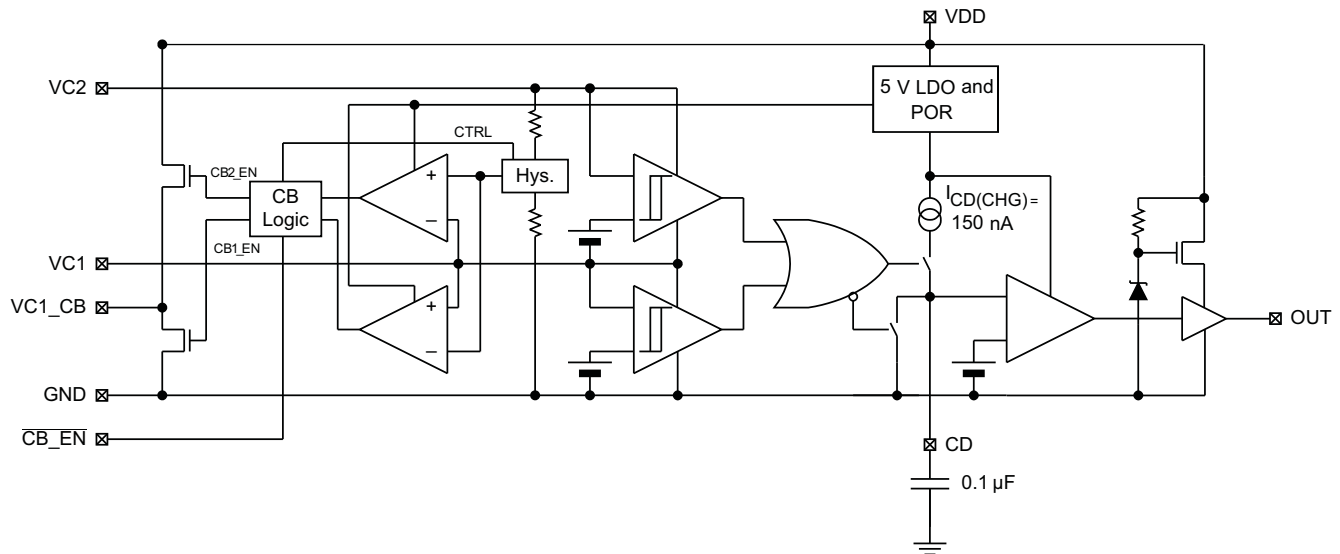 VDD
VC2
5 V LDO and
POR
CTRL
CB2_EN
CB
Logic
+
−
Hys.
I CD(CHG) =
150 nA
CB1_EN
VC1
VC1_CB
+
−
OUT
GND
CB_EN
CD
0.1 µF